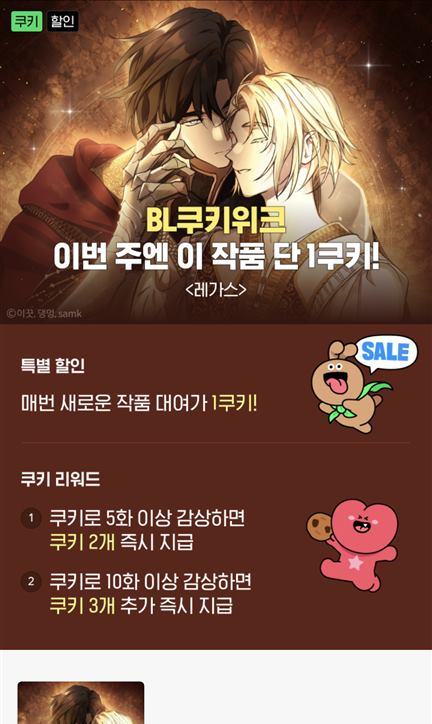 쿠키 할인
BL쿠키위크
이번 주엔 이 작품 단 1쿠키!
<레가스>
ⓒ이끗, 댕멍, samk
특별 할인
SALE
매번 새로운 작품 대여가 1쿠키!
쿠키 리워드
1 쿠키로 5화 이상 감상하면
쿠키 2개 즉시 지급
2 쿠키로 10화 이상 감상하면
쿠키 3개 추가 즉시 지급